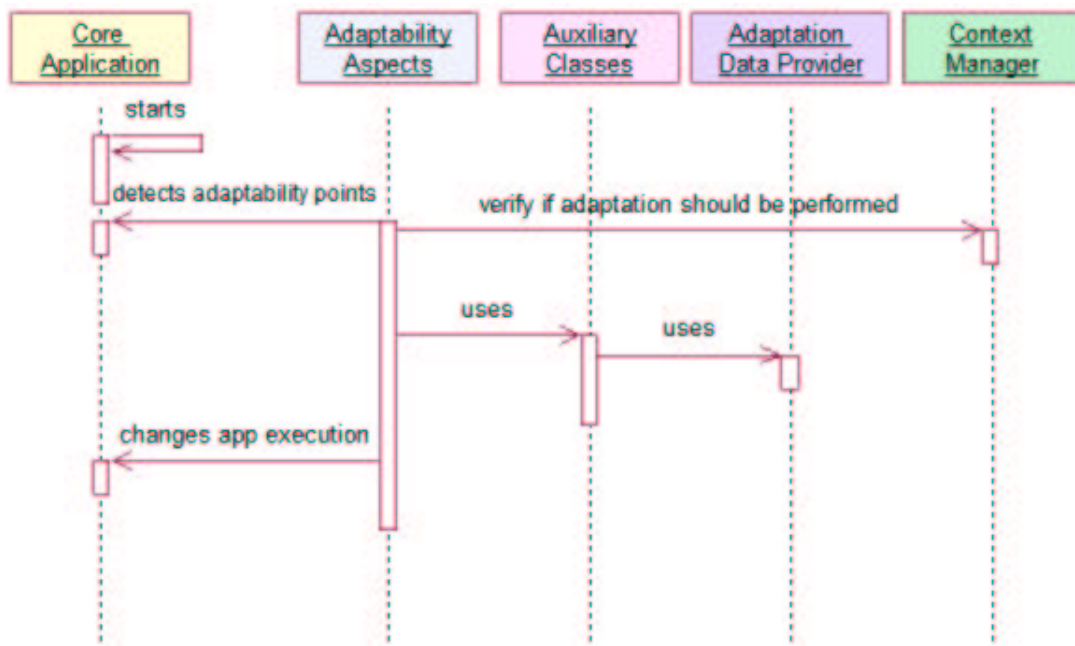 Core
Application
Adaptability
Aspects
Auxiliary
Classes
Adaptation
Data Provider
Context
Manager
starts
detects adaptability points
verify if adaptation should be performed
uses
uses
changes app execution